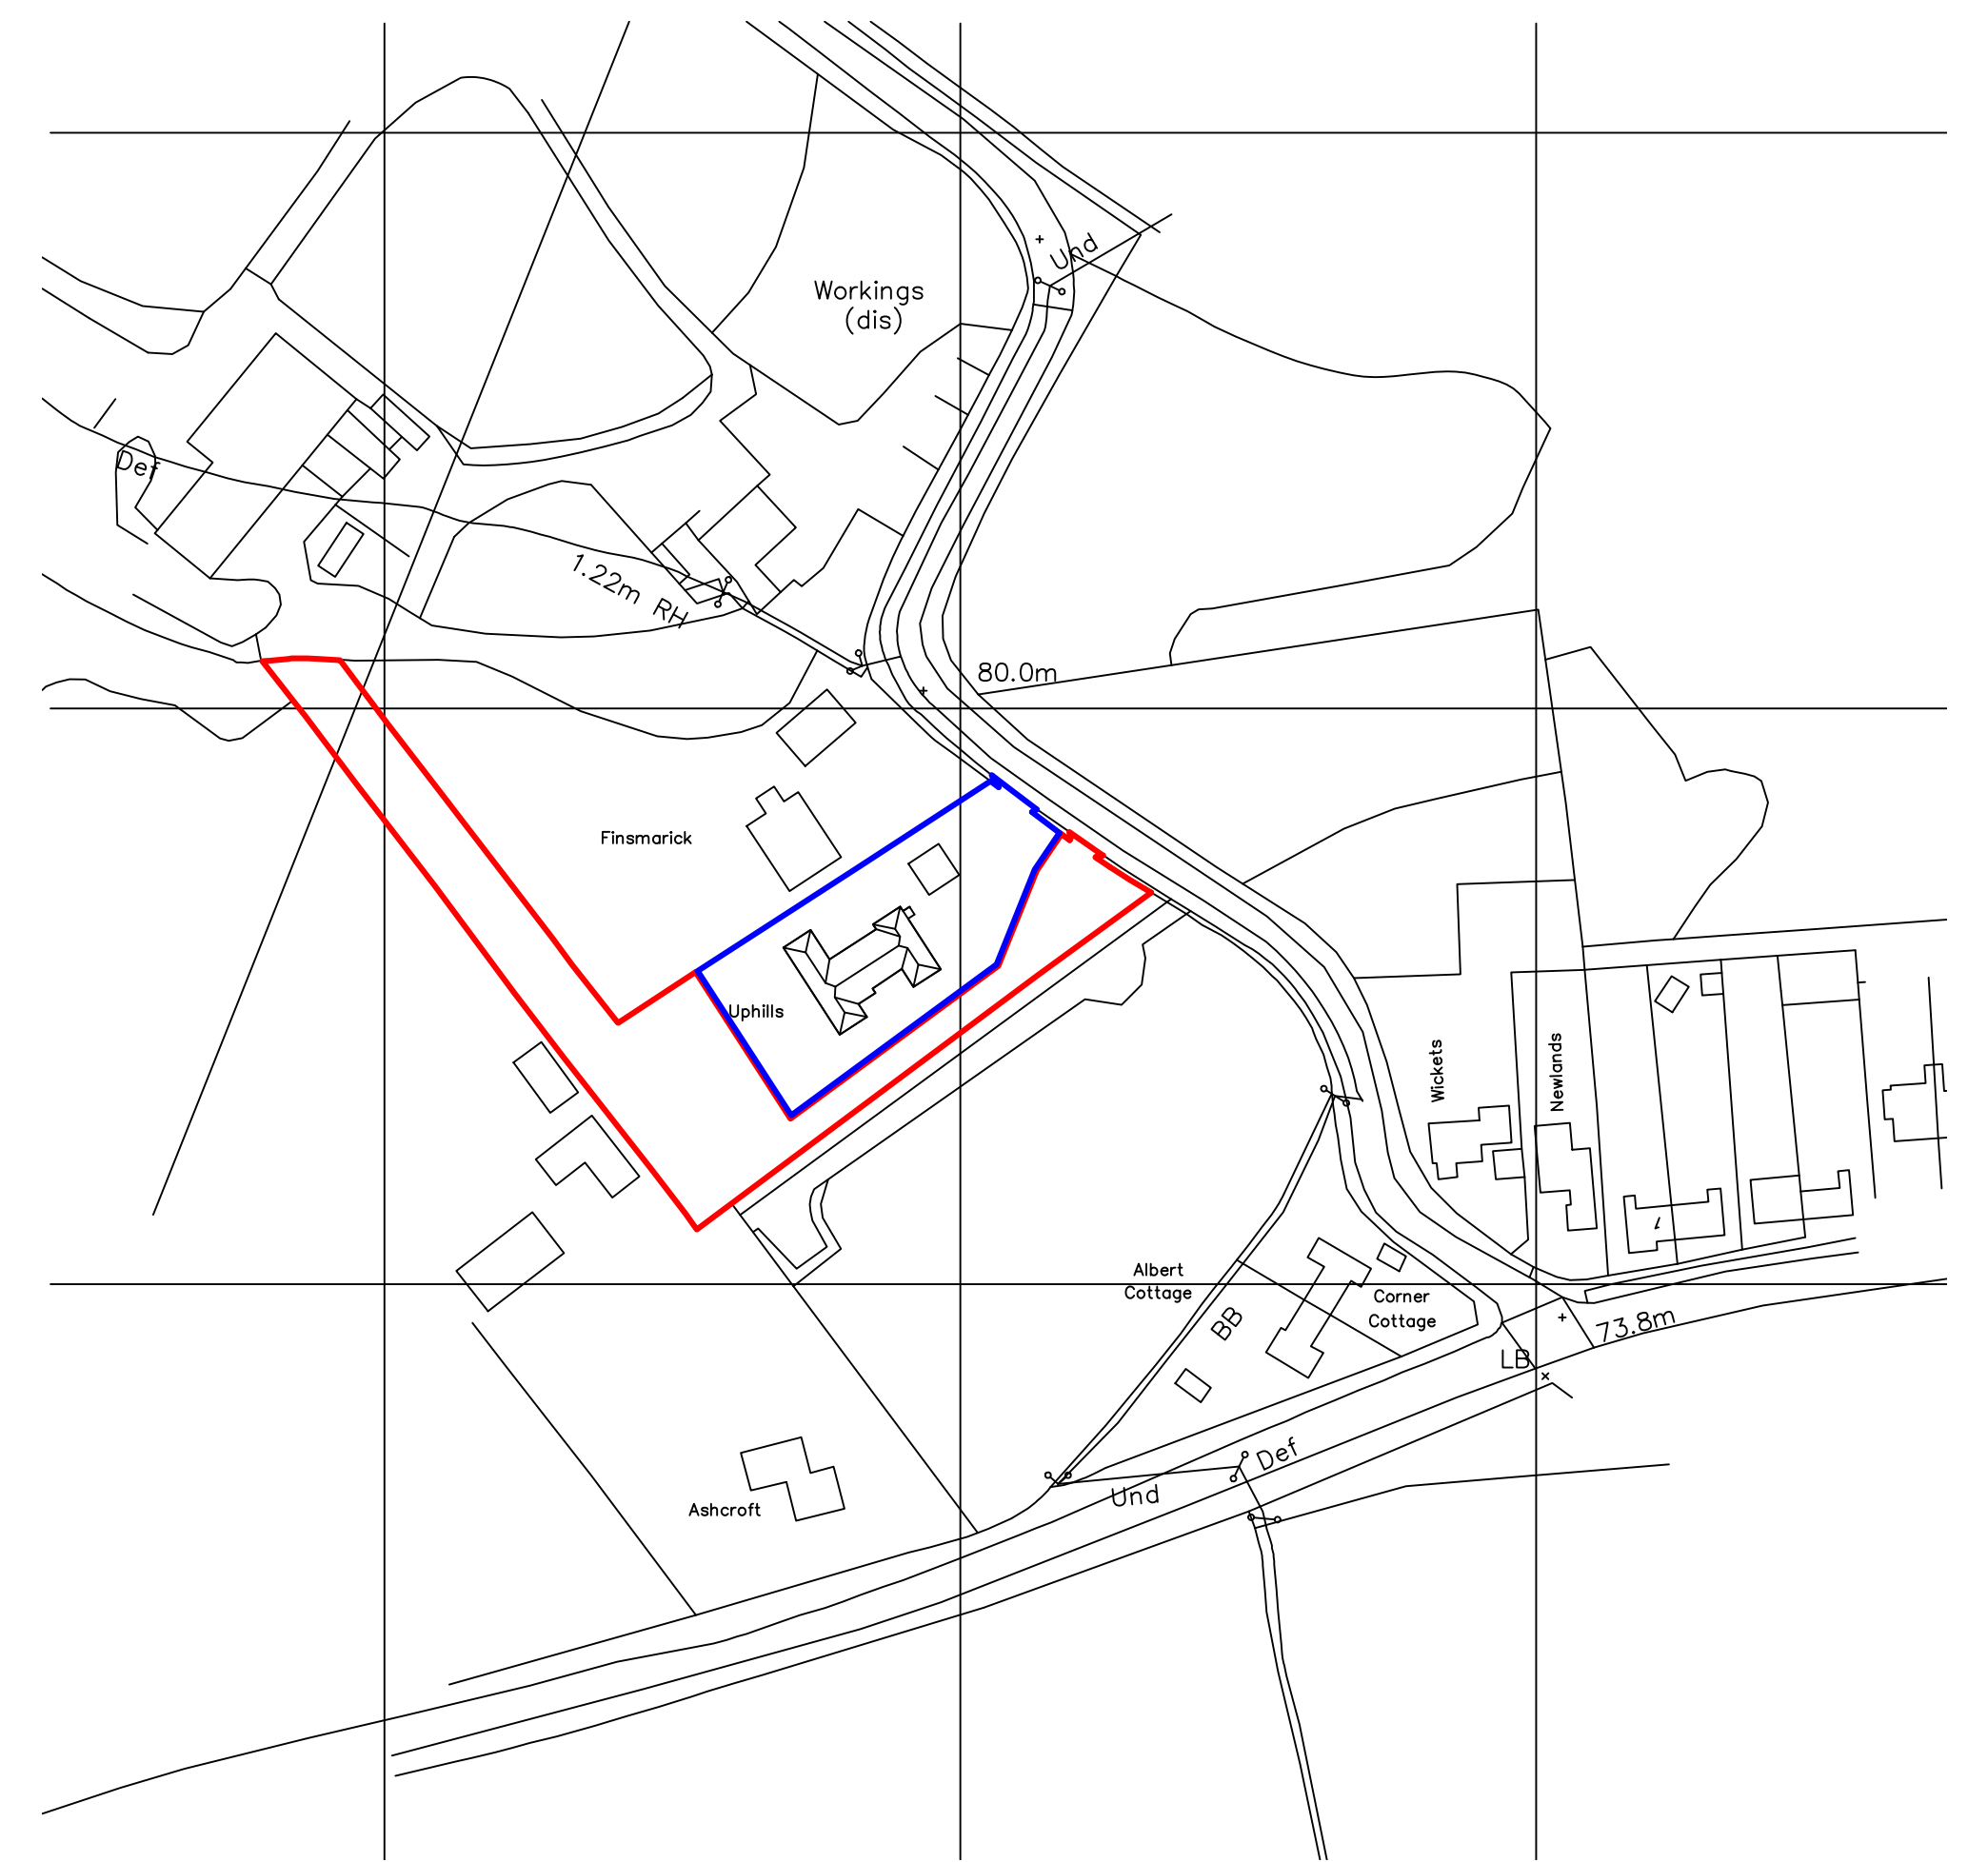 Und
Workings
(dis)
Def
1.22m RH
80.0m
Finsmarick
Uphills
Wickets
Newlands
Albert
Cottage
Corner
Cottage
BB
73.8m
LB
Def
Und
Ashcroft